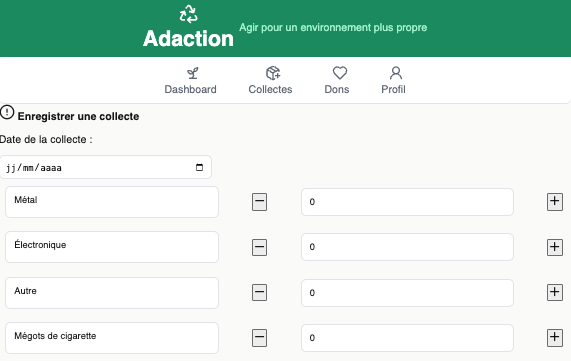 Adaction
Agir pour un environnement plus propre
Dashboard Collectes Dons Profil
Enregistrer une collecte
Date de la collecte :
jj/mm/aaaa
Métal − 0 +
Électronique − 0 +
Autre − 0 +
Mégots de cigarette − 0 +